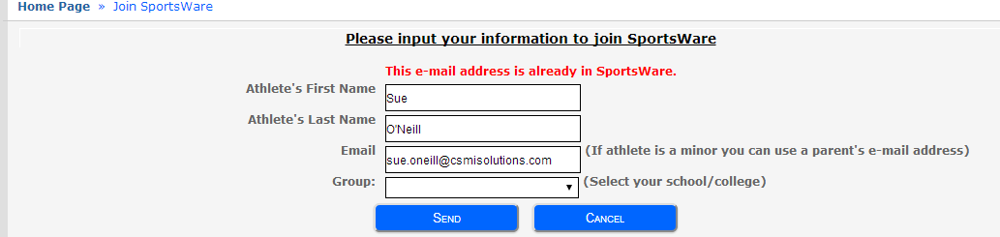 Home Page » Join SportsWare
Please input your information to join SportsWare
This e-mail address is already in SportsWare.
Athlete's First Name Sue
Athlete's Last Name O'Neill
Email sue.oneill@csmisolutions.com (If athlete is a minor you can use a parent's e-mail address)
Group: (Select your school/college)
Send Cancel